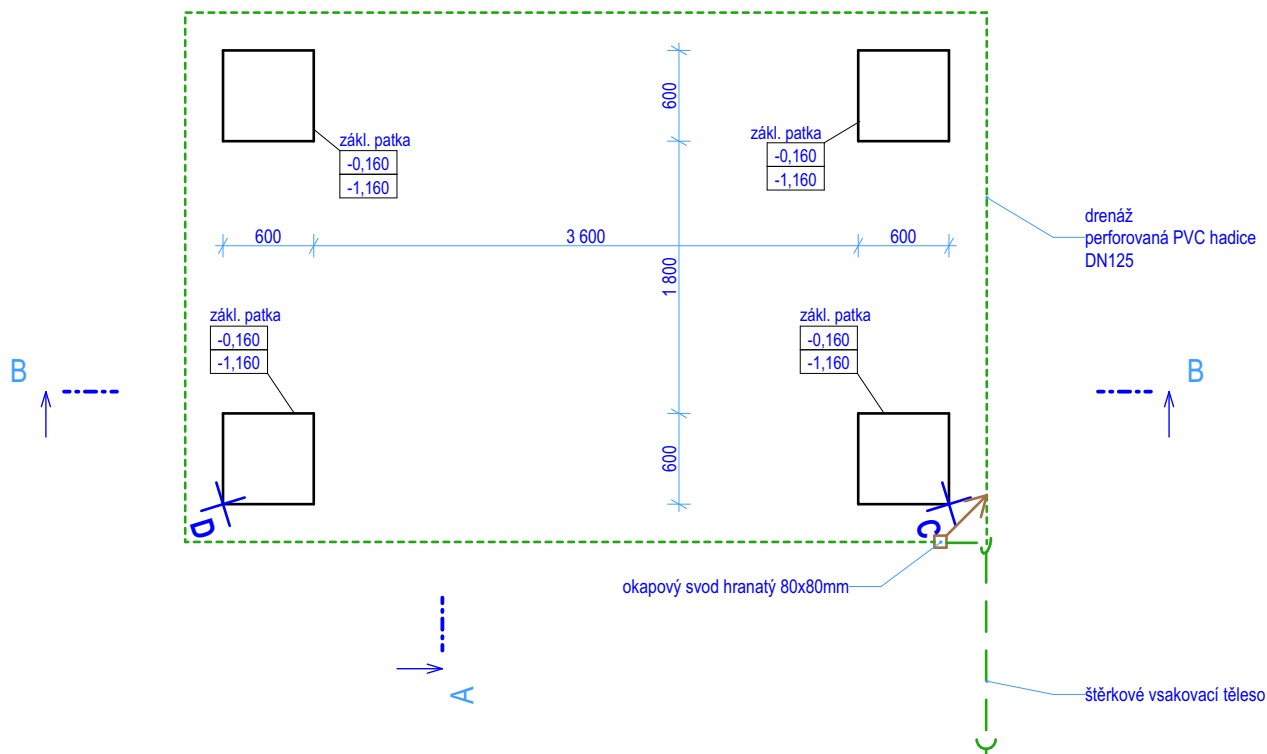 600
zákl. patka
-0,160
-1,160
zákl. patka
-0,160
-1,160
drenáž
perforovaná PVC hadice
DN125
600
3 600
600
1 800
zákl. patka
-0,160
-1,160
zákl. patka
-0,160
-1,160
B
B
600
D
C
okapový svod hranatý 80x80mm
A
štěrkové vsakovací těleso